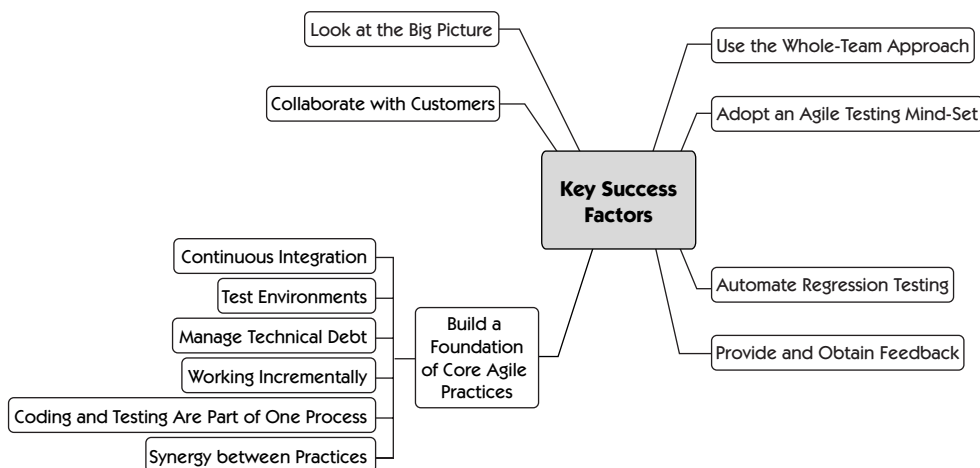 Look at the Big Picture
Use the Whole-Team Approach
Collaborate with Customers
Adopt an Agile Testing Mind-Set
Key Success
Factors
Continuous Integration
Test Environments
Manage Technical Debt
Working Incrementally
Coding and Testing Are Part of One Process
Synergy between Practices
Build a
Foundation
of Core Agile
Practices
Automate Regression Testing
Provide and Obtain Feedback